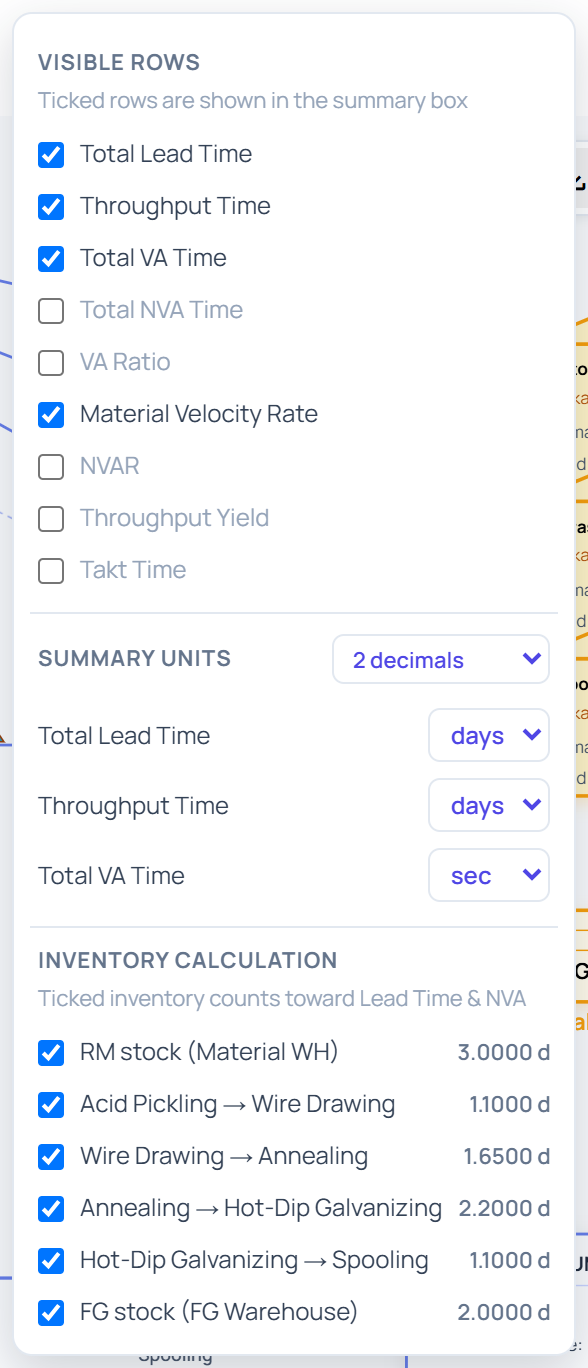 VISIBLE ROWS
Ticked rows are shown in the summary box
Total Lead Time
Throughput Time
Total VA Time
Total NVA Time
VA Ratio
Material Velocity Rate
NVAR
Throughput Yield
Takt Time
SUMMARY UNITS 2 decimals
Total Lead Time days
Throughput Time days
Total VA Time sec
INVENTORY CALCULATION
Ticked inventory counts toward Lead Time & NVA
RM stock (Material WH) 3.0000 d
Acid Pickling → Wire Drawing 1.1000 d
Wire Drawing → Annealing 1.6500 d
Annealing → Hot-Dip Galvanizing 2.2000 d
Hot-Dip Galvanizing → Spooling 1.1000 d
FG stock (FG Warehouse) 2.0000 d
Spooling